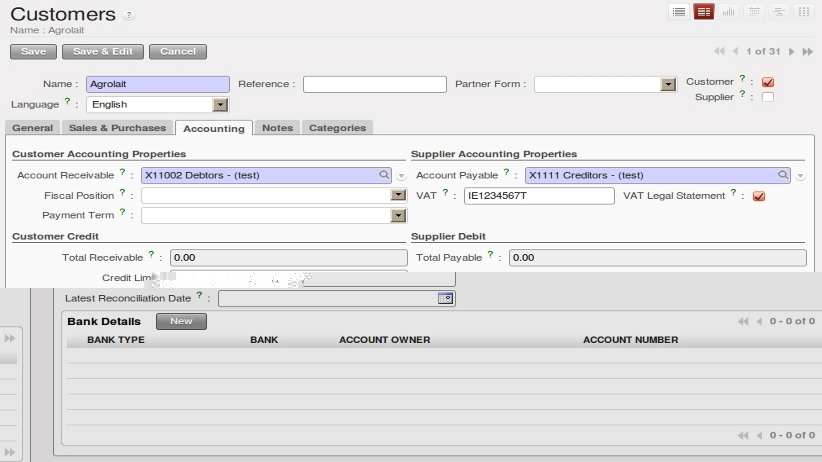 Customers ?
Name : Agrolait
Save Save & Edit Cancel 1 of 31
Name : Agrolait Reference : Partner Form : Customer ? :
Language ? : English Supplier ? :
General Sales & Purchases Accounting Notes Categories
Customer Accounting Properties Supplier Accounting Properties
Account Receivable ? : X11002 Debtors - (test) Account Payable ? : X1111 Creditors - (test)
Fiscal Position ? : VAT ? : IE1234567T VAT Legal Statement ? :
Payment Term ? :
Customer Credit Supplier Debit
Total Receivable ? : 0.00 Total Payable ? : 0.00
Credit
Latest Reconciliation Date ? :
Bank Details New 0 - 0 of 0
BANK TYPE BANK ACCOUNT OWNER ACCOUNT NUMBER
0 - 0 of 0